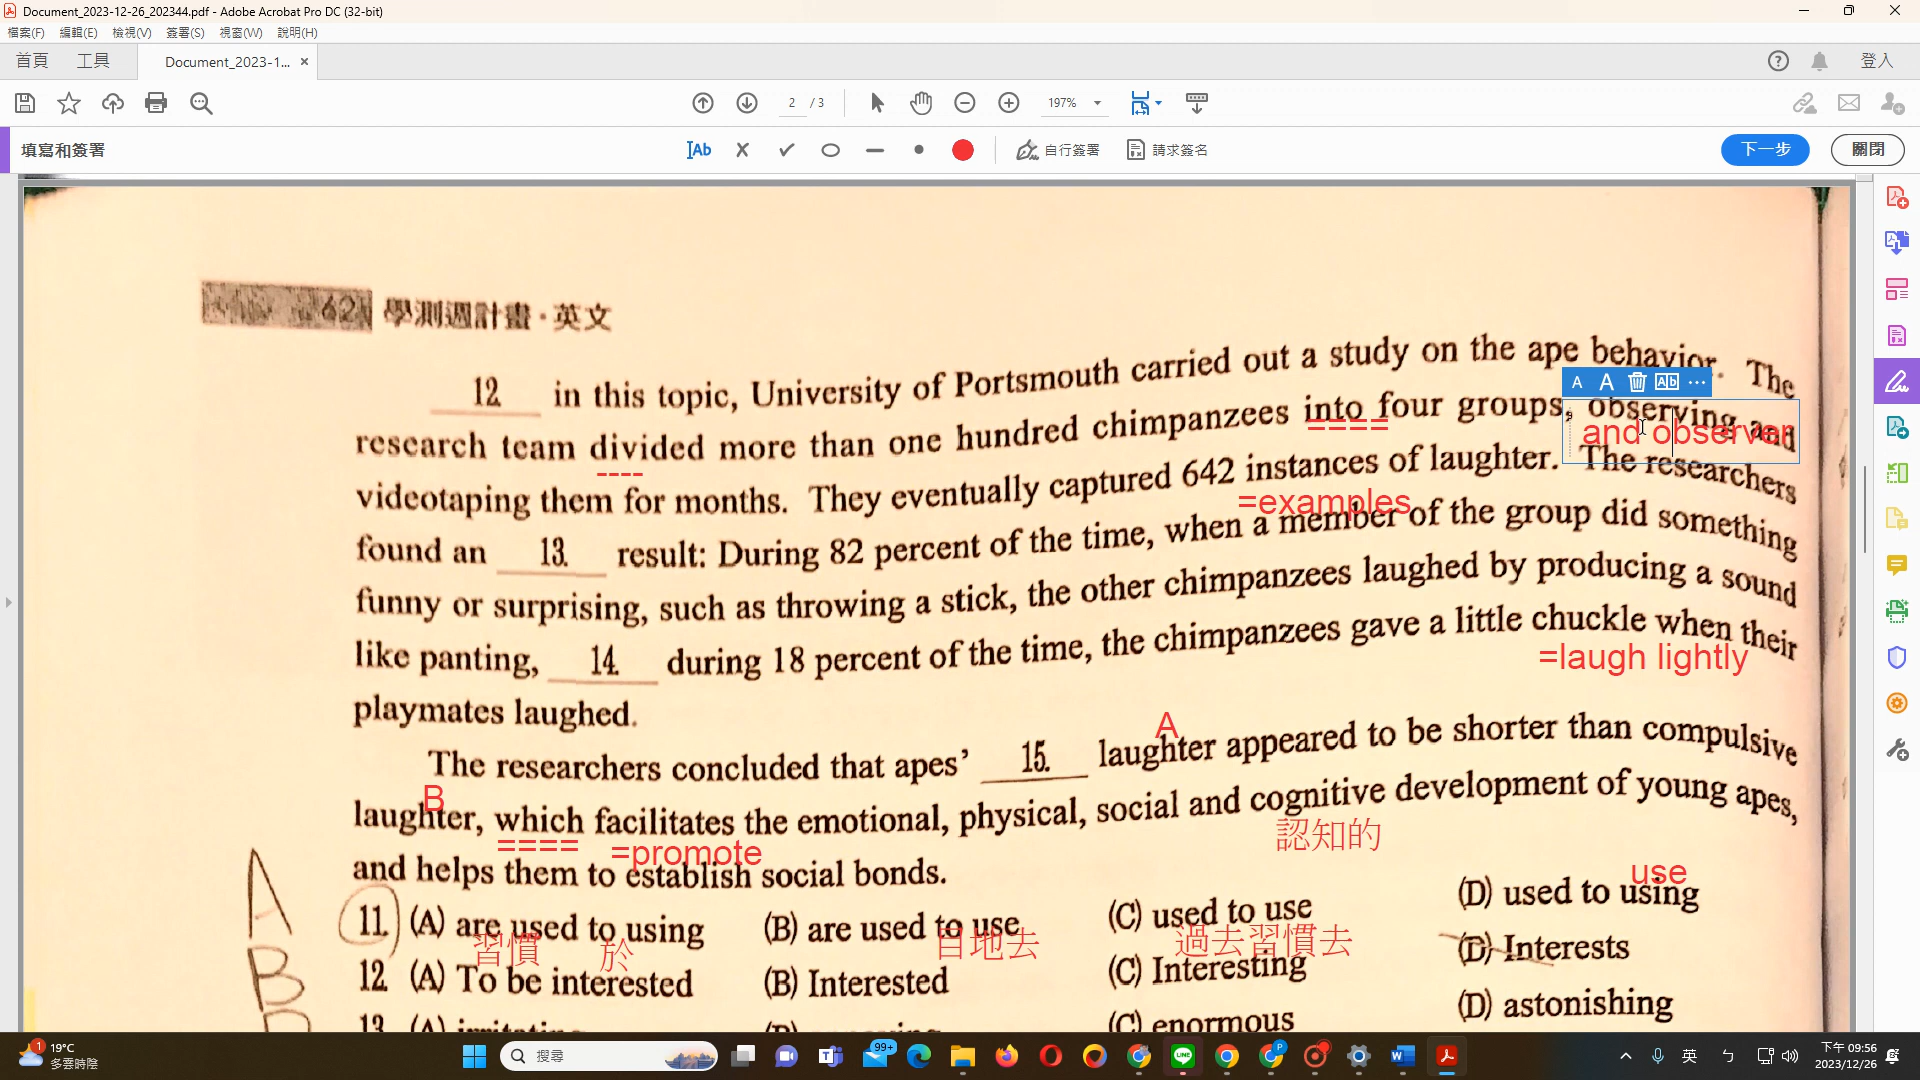 Document_2023-12-26_202344.pdf - Adobe Acrobat Pro DC (32-bit)
檔案(F) 編輯(E) 檢視(V) 簽署(S) 視窗(W) 說明(H)
首頁 工具 Document_2023-1... × 登入
2 / 3 197%
填寫和簽署 Ab 自行簽署 請求簽名 下一步 關閉
62 學測週計畫·英文
12. in this topic, University of Portsmouth carried out a study on the ape behavior. The
A A Ab ...
research team divided more than one hundred chimpanzees into four groups, observing and
---- ==== and observer
videotaping them for months. They eventually captured 642 instances of laughter. The researchers
=examples
found an 13. result: During 82 percent of the time, when a member of the group did something
funny or surprising, such as throwing a stick, the other chimpanzees laughed by producing a sound
like panting, 14. during 18 percent of the time, the chimpanzees gave a little chuckle when their
=laugh lightly
playmates laughed.
A
The researchers concluded that apes’ 15. laughter appeared to be shorter than compulsive
B
laughter, which facilitates the emotional, physical, social and cognitive development of young apes,
==== =promote 認知的
and helps them to establish social bonds.
use
A 11. (A) are used to using (B) are used to use (C) used to use (D) used to using
習慣 於 目地去 過去習慣去
B 12. (A) To be interested (B) Interested (C) Interesting (D) Interests
13. (A) irritating (B) annoying (C) enormous (D) astonishing
1 19°C
多雲時陰
搜尋
99+
英 ㄅ
下午 09:56
2023/12/26